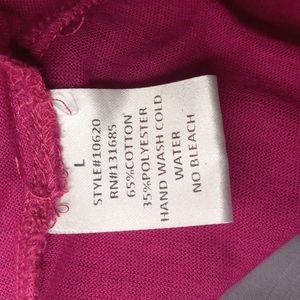 L
STYLE#10620
RN#131685
65%COTTON
35%POLYESTER
HAND WASH COLD
WATER
NO BLEACH